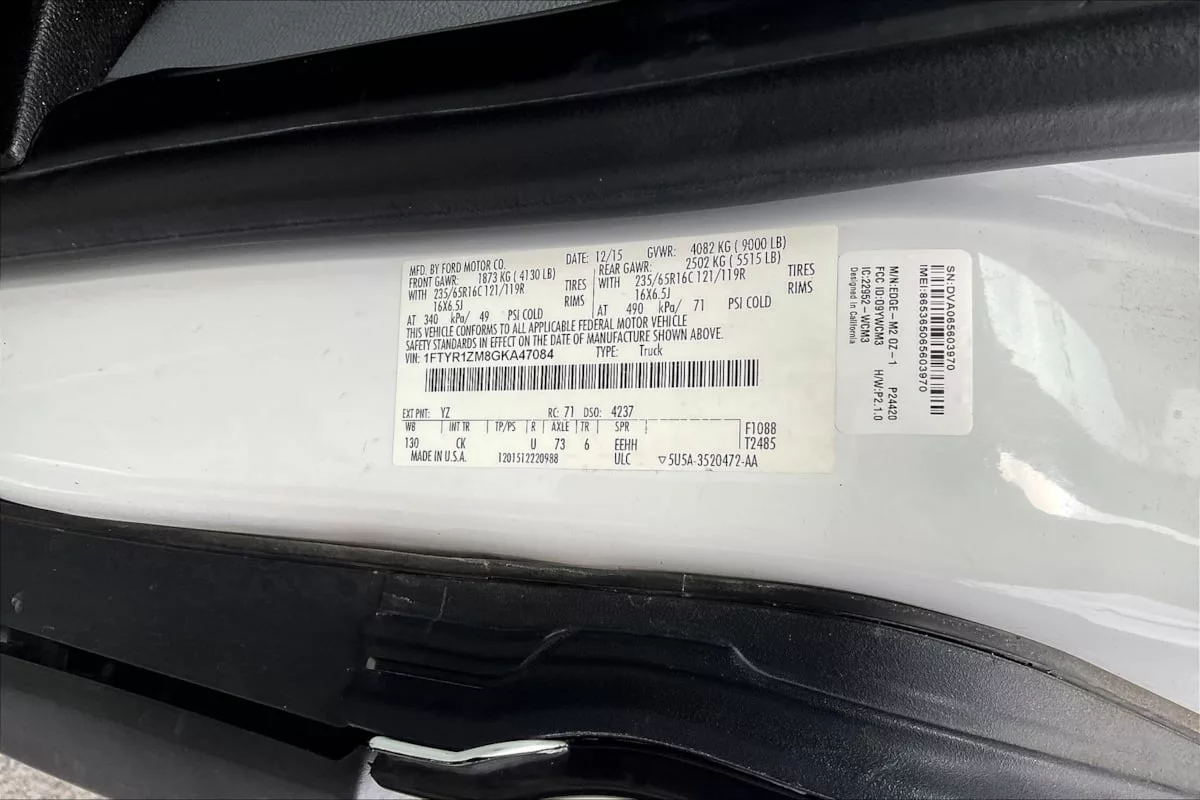 MFD. BY FORD MOTOR CO.
DATE: 12/15
GVWR: 4082 KG ( 9000 LB)
FRONT GAWR: 1873 KG ( 4130 LB)
WITH 235/65R16C 121/119R TIRES
16X6.5J RIMS
AT 340 kPa/ 49 PSI COLD
REAR GAWR: 2502 KG ( 5515 LB)
WITH 235/65R16C 121/119R TIRES
16X6.5J RIMS
AT 490 kPa/ 71 PSI COLD
THIS VEHICLE CONFORMS TO ALL APPLICABLE FEDERAL MOTOR VEHICLE
SAFETY STANDARDS IN EFFECT ON THE DATE OF MANUFACTURE SHOWN ABOVE.
VIN: 1FTYR1ZM8GKA47084
TYPE: Truck
EXT PNT: YZ RC: 71 DSO: 4237
WB INT TR TP/PS R AXLE TR SPR F1088
130 CK U 73 6 EEHH T2485
MADE IN U.S.A. 1201512220988 ULC ▽5U5A-3520472-AA
SN:DVA065603970
IMEI:865365065603970
M/N:EDGE-M2 0Z-1 P24420
FCC ID:O9YWCM3 H/W:P2.1.0
IC:22952-WCM3
Designed in California